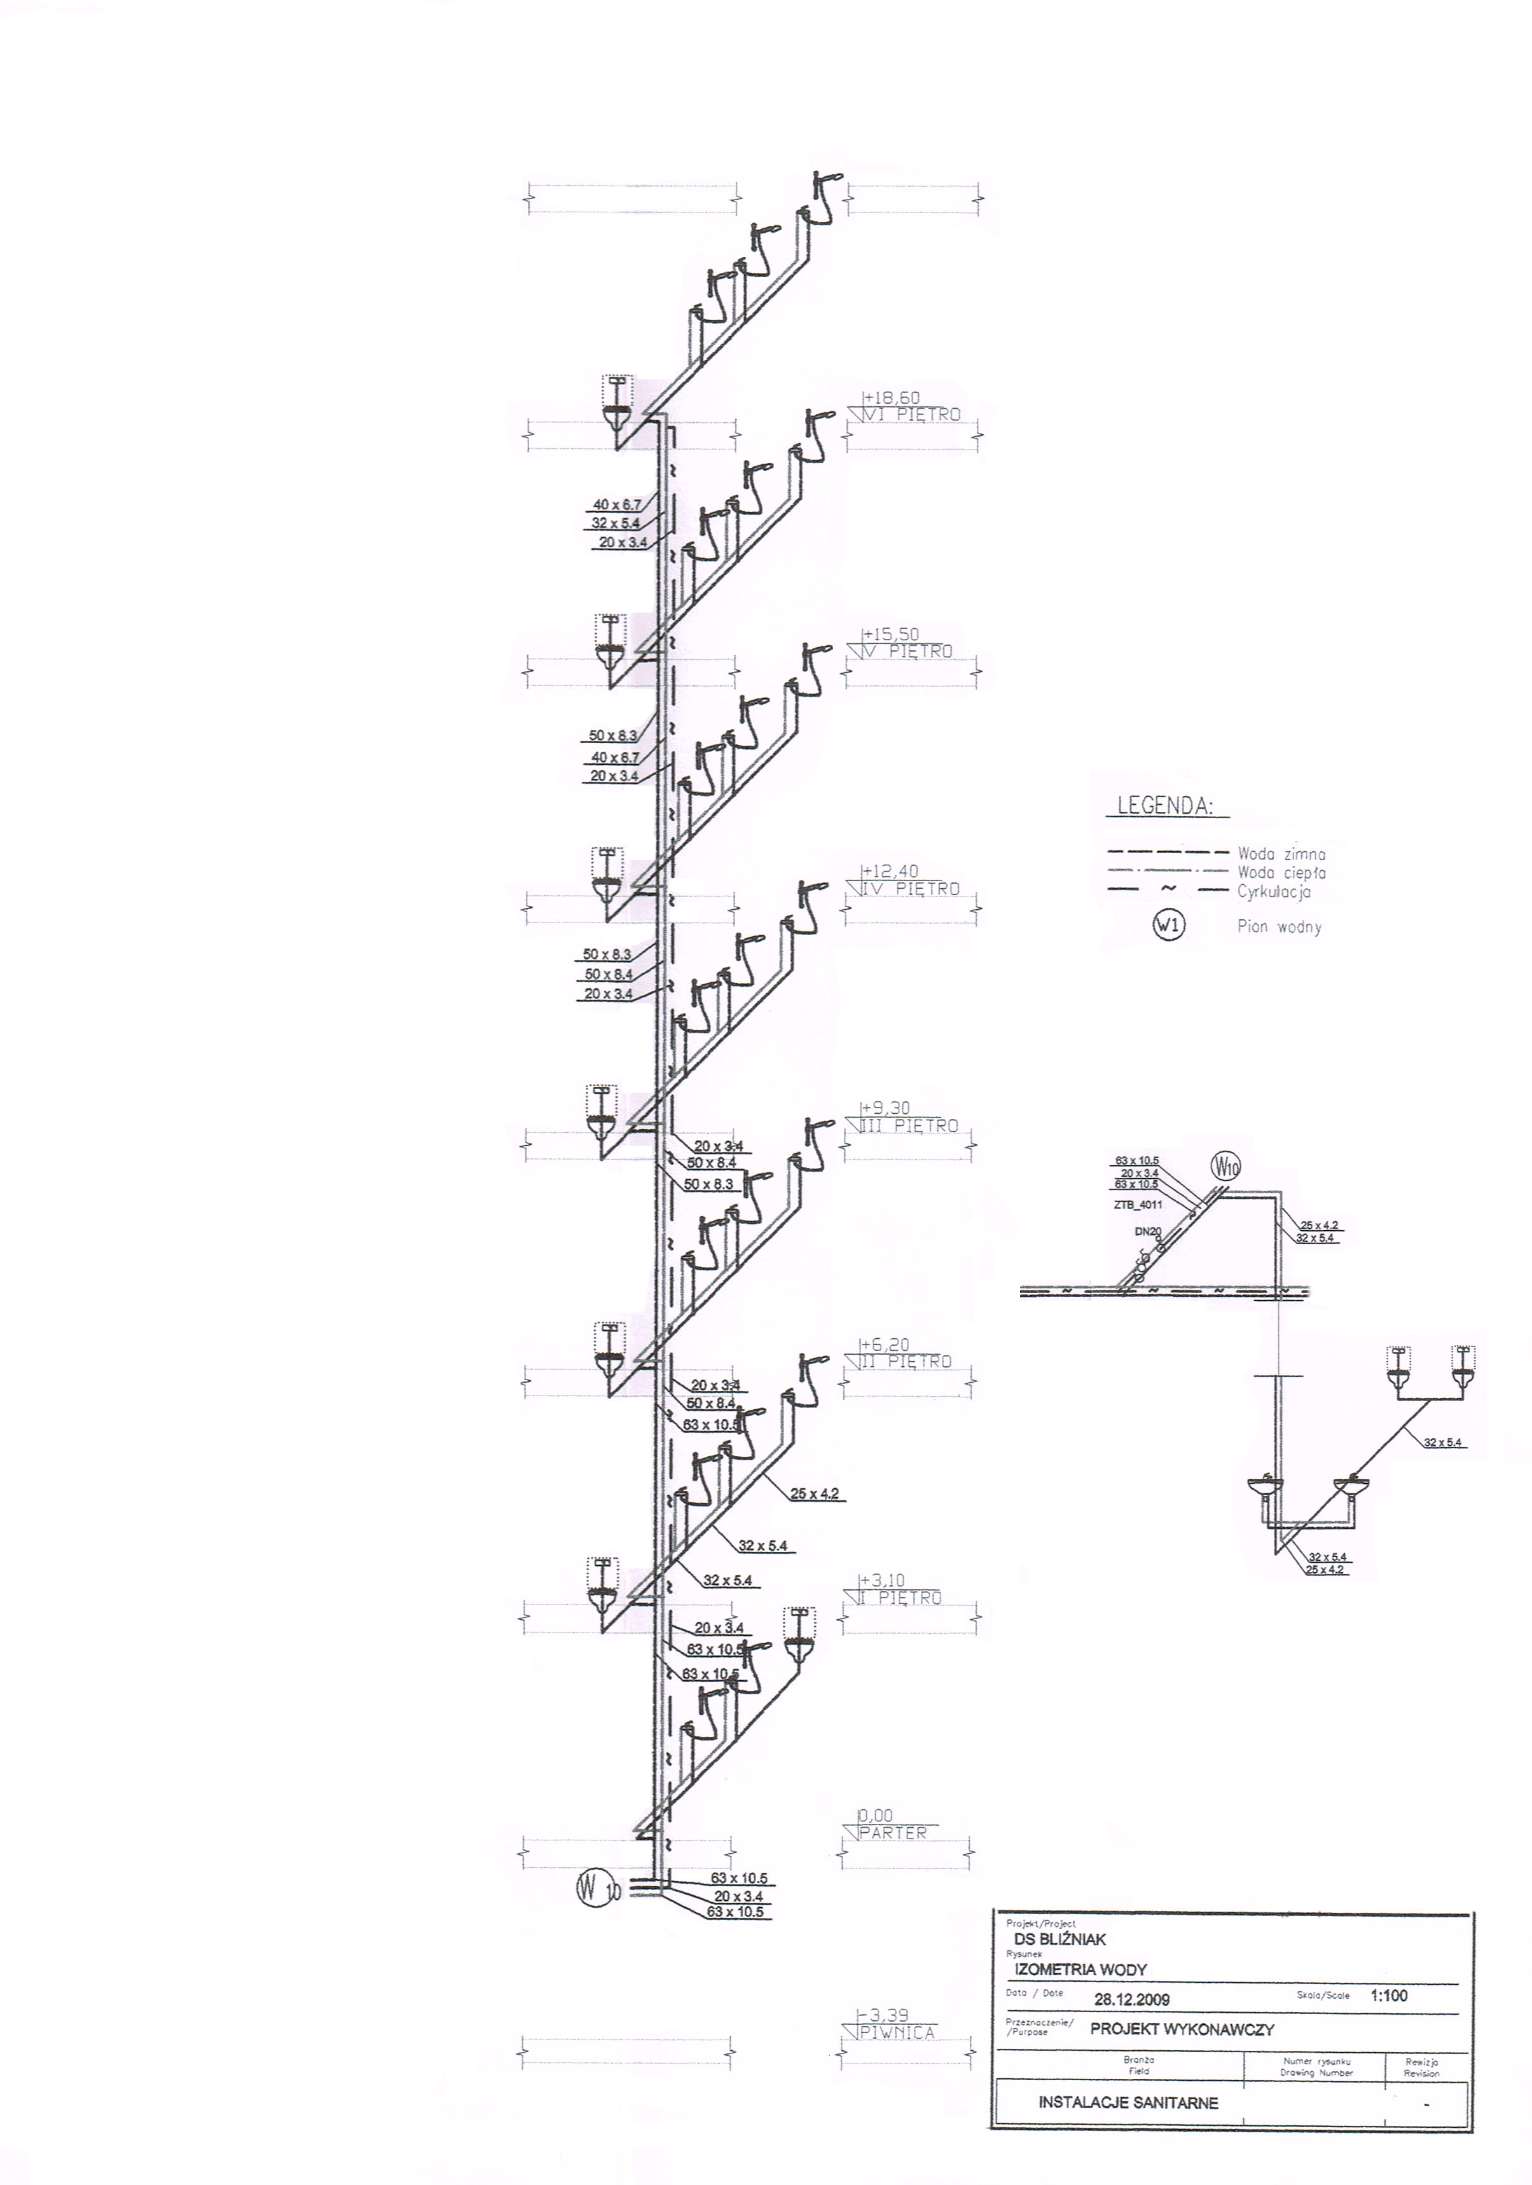 +18,60
VI PIĘTRO
40 x 6.7
32 x 5.4
20 x 3.4
+15,50
V PIĘTRO
50 x 8.3
40 x 6.7
20 x 3.4
+12,40
IV PIĘTRO
50 x 8.3
50 x 8.4
20 x 3.4
+9,30
III PIĘTRO
20 x 3.4
50 x 8.4
50 x 8.3
+6,20
II PIĘTRO
20 x 3.4
50 x 8.4
63 x 10.5
25 x 4.2
32 x 5.4
32 x 5.4
+3,10
I PIĘTRO
20 x 3.4
63 x 10.5
63 x 10.5
0,00
PARTER
W 10
63 x 10.5
20 x 3.4
63 x 10.5
-3,39
PIWNICA
LEGENDA:
Woda zimna
Woda ciepła
Cyrkulacja
W1 Pion wodny
63 x 10.5
20 x 3.4
63 x 10.5
W10
ZTB_4011
DN20
25 x 4.2
32 x 5.4
32 x 5.4
32 x 5.4
25 x 4.2
Projekt/Project
DS BLIŹNIAK
Rysunek
IZOMETRIA WODY
Data / Date 28.12.2009 Skala/Scale 1:100
Przeznaczenie/
/Purpose PROJEKT WYKONAWCZY
Branża Numer rysunku Rewizja
Field Drawing Number Revision
INSTALACJE SANITARNE -